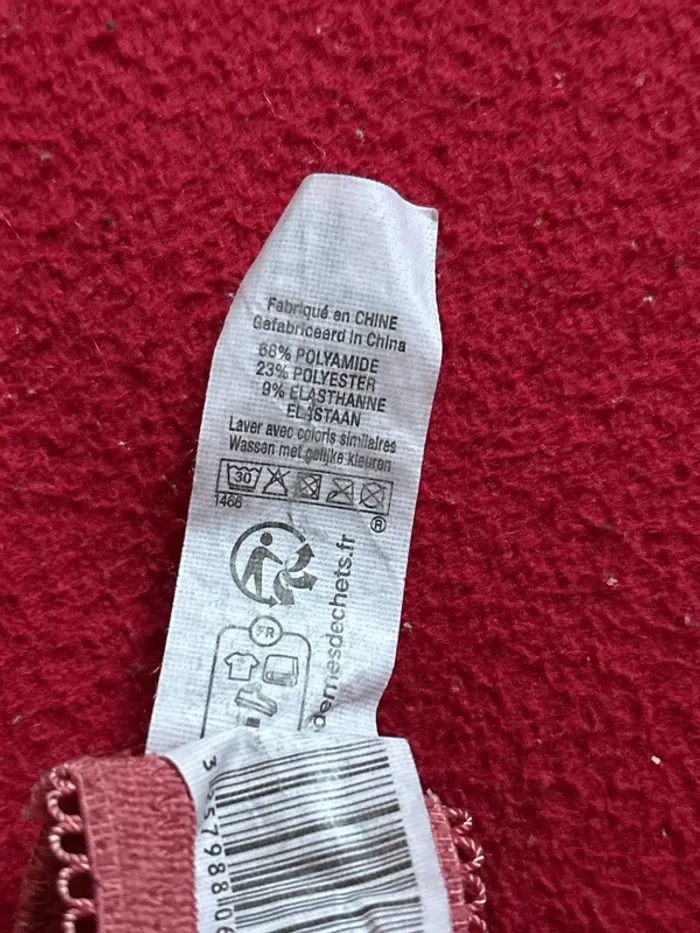 Fabriqué en CHINE
Gefabriceerd in China
68% POLYAMIDE
23% POLYESTER
9% ELASTHANNE
ELASTAAN
Laver avec coloris similaires
Wassen met gelijke kleuren
30
1466
®
FR
demesdechets.fr